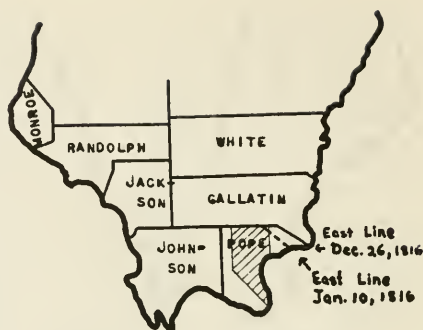 MONROE
RANDOLPH
WHITE
JACK-
SON
GALLATIN
JOHN-
SON
POPE
East Line
Dec. 26, 1816
East Line
Jan. 10, 1816